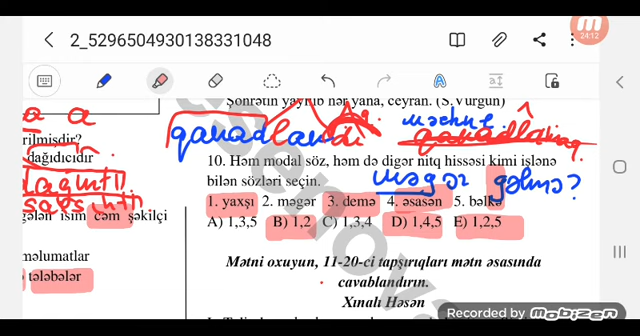 24:12
2_5296504930138331048
Şöhrətin yayılıb hər yana, ceyran. (S.Vurğun)
a a
qanadlandı
məchul
rilmişdir?
dağıdıcıdır
10. Həm modal söz, həm də digər nitq hissəsi kimi işlənə
bilən sözləri seçin.
məgər gəlmə?
1. yaxşı 2. məgər 3. demə 4. əsasən 5. bəlkə
gələn isim cəm şəkilçi
A) 1,3,5 B) 1,2 C) 1,3,4 D) 1,4,5 E) 1,2,5
məlumatlar
tələbələr
Mətni oxuyun, 11-20-ci tapşırıqları mətn əsasında
cavablandırın.
Xınalı Həsən
Recorded by mobizen